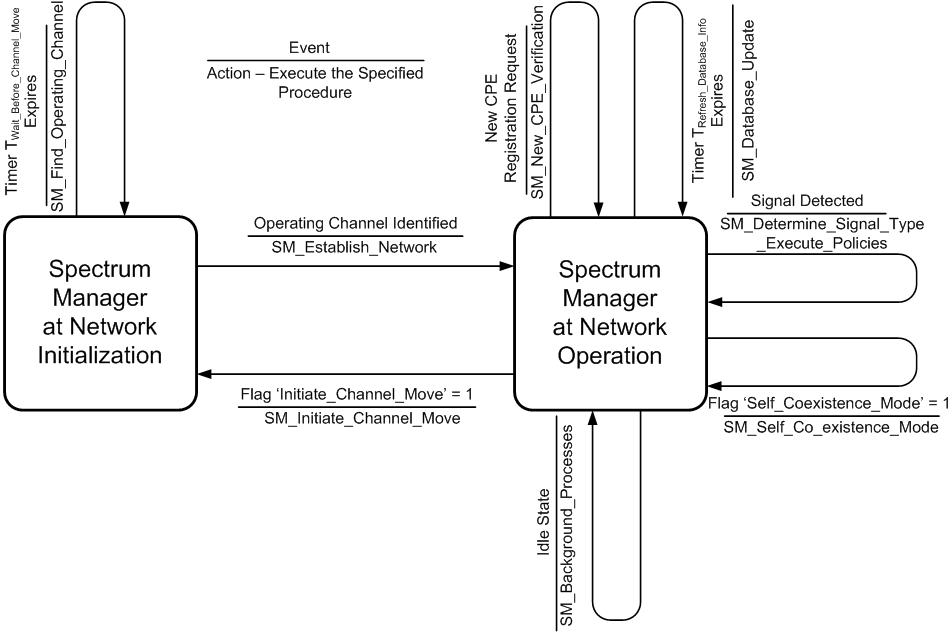 Timer TWait_Before_Channel_Move
Expires
SM_Find_Operating_Channel
Event
Action – Execute the Specified
Procedure
New CPE
Registration Request
SM_New_CPE_Verification
Timer TRefresh_Database_Info
Expires
SM_Database_Update
Signal Detected
SM_Determine_Signal_Type
_Execute_Policies
Spectrum
Manager
at Network
Initialization
Operating Channel Identified
SM_Establish_Network
Spectrum
Manager
at Network
Operation
Flag ‘Initiate_Channel_Move’ = 1
SM_Initiate_Channel_Move
Flag ‘Self_Coexistence_Mode’ = 1
SM_Self_Co_existence_Mode
Idle State
SM_Background_Processes